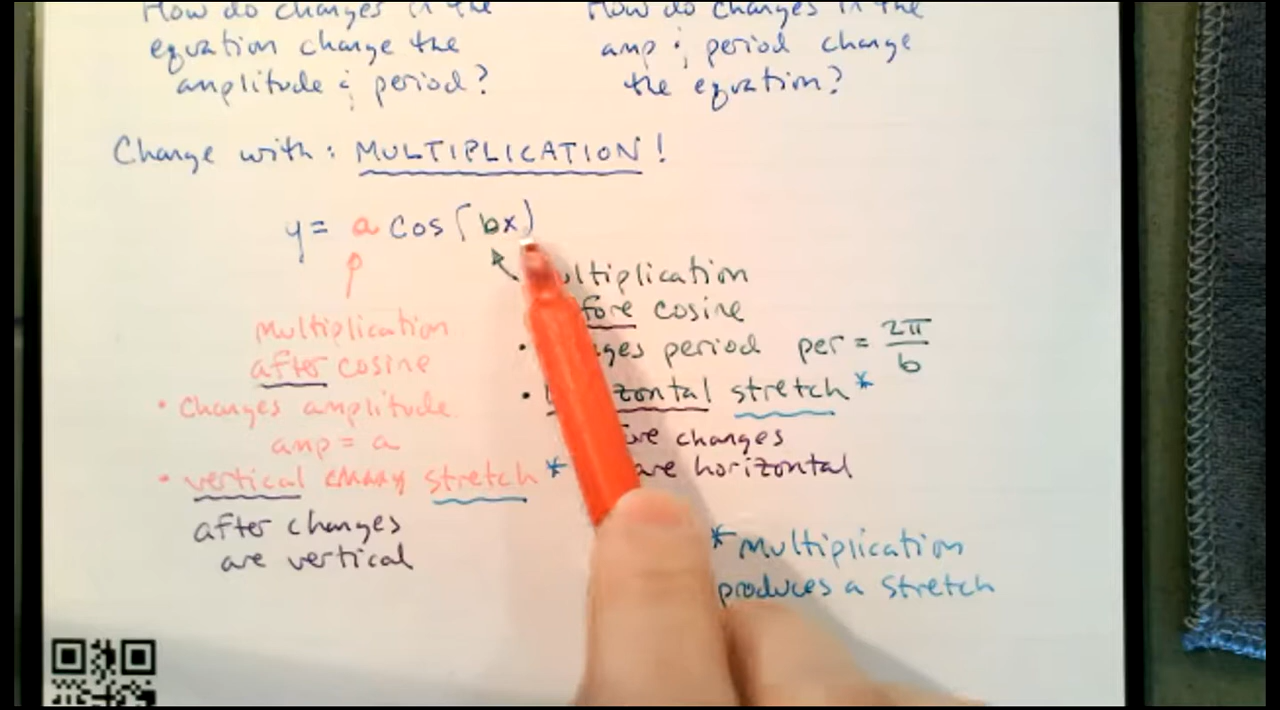 How do changes in the
equation change the
amplitude & period?
How do changes in the
amp & period change
the equation?
Change with: MULTIPLICATION!
y = a cos(bx)
multiplication
after cosine
• Changes amplitude
amp = a
• vertical stretch *
after changes
are vertical
cosine
period per = 2π/b
• stretch *
changes
are horizontal
* Multiplication
produces a stretch